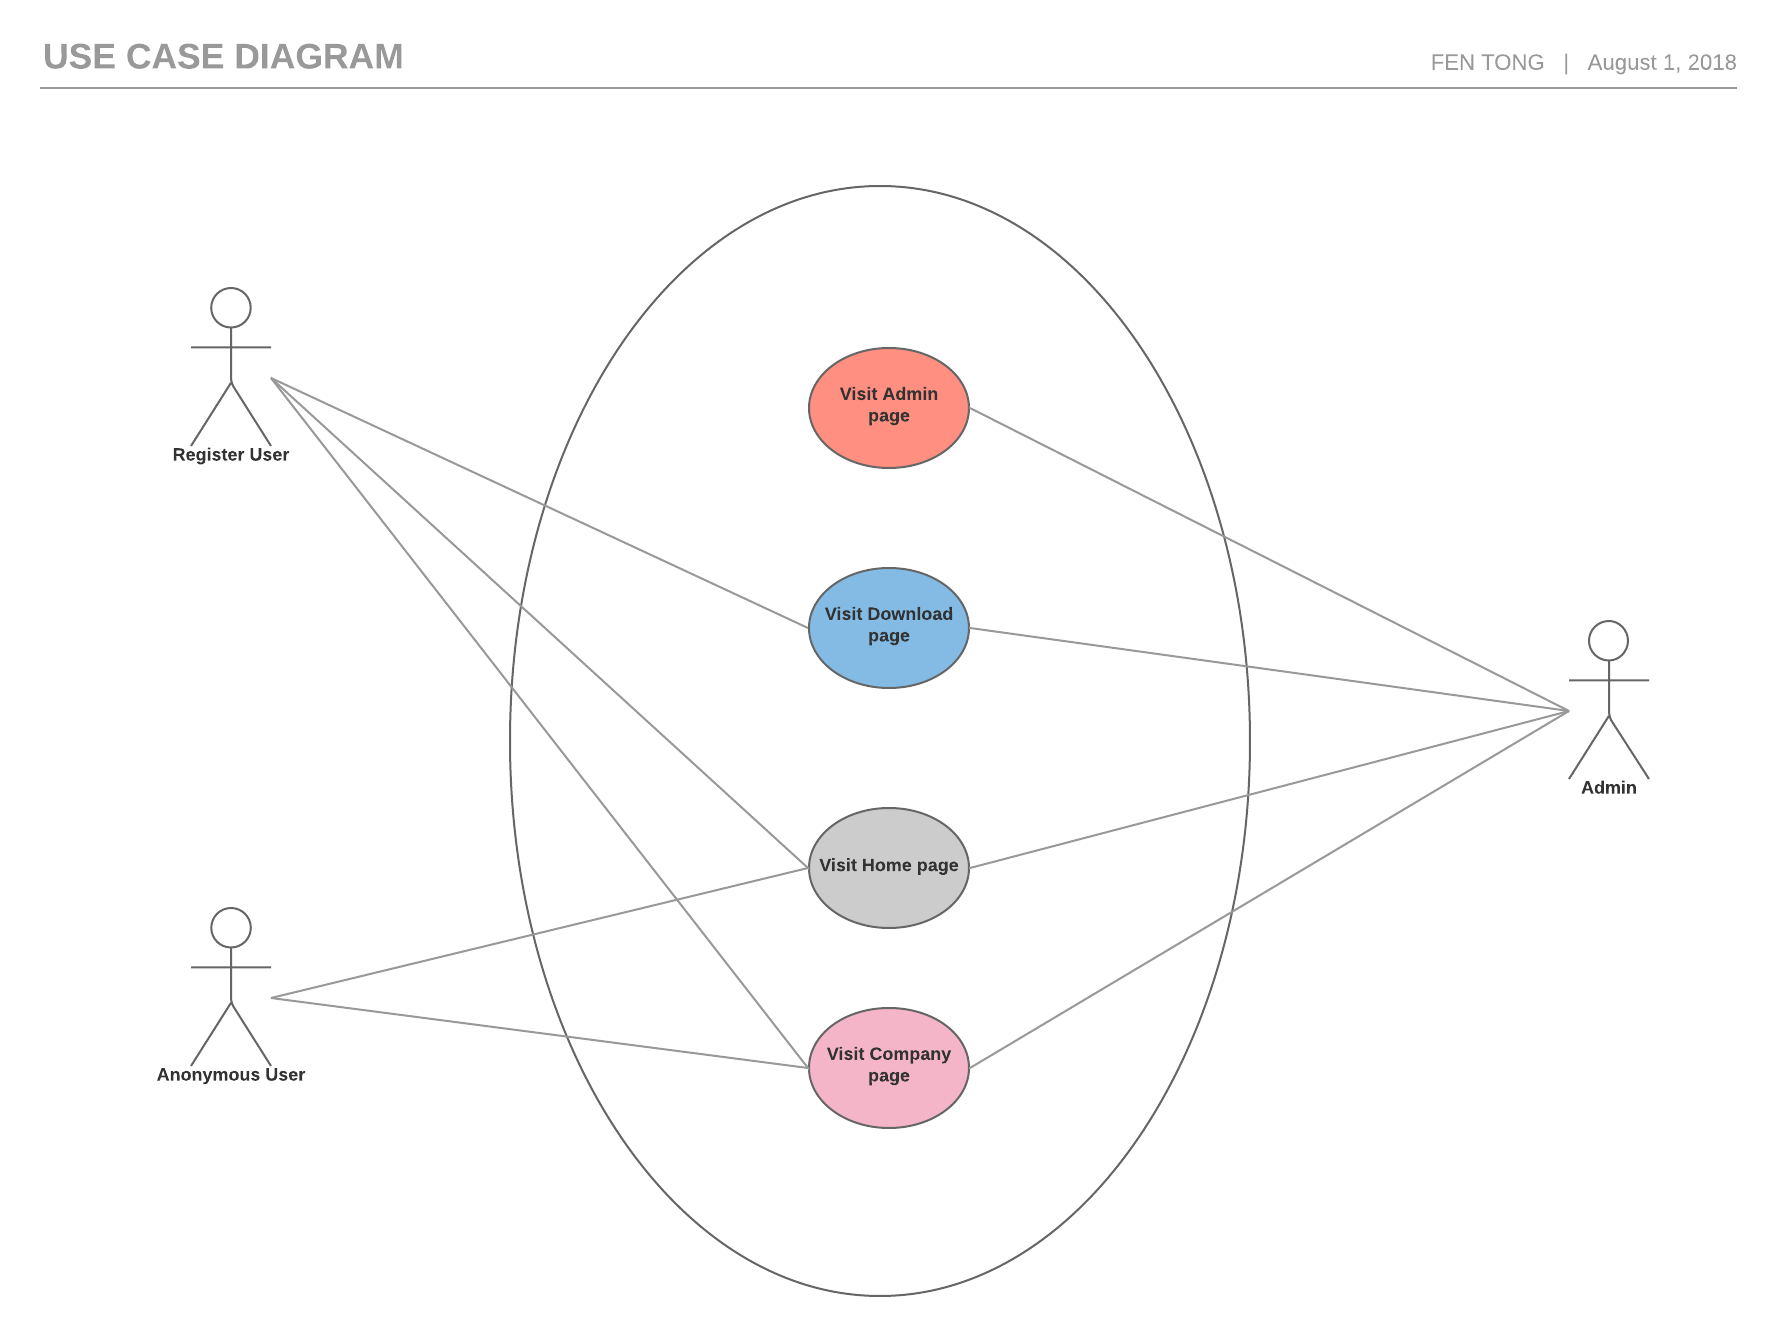 USE CASE DIAGRAM
FEN TONG | August 1, 2018
Register User
Visit Admin
page
Visit Download
page
Admin
Visit Home page
Anonymous User
Visit Company
page